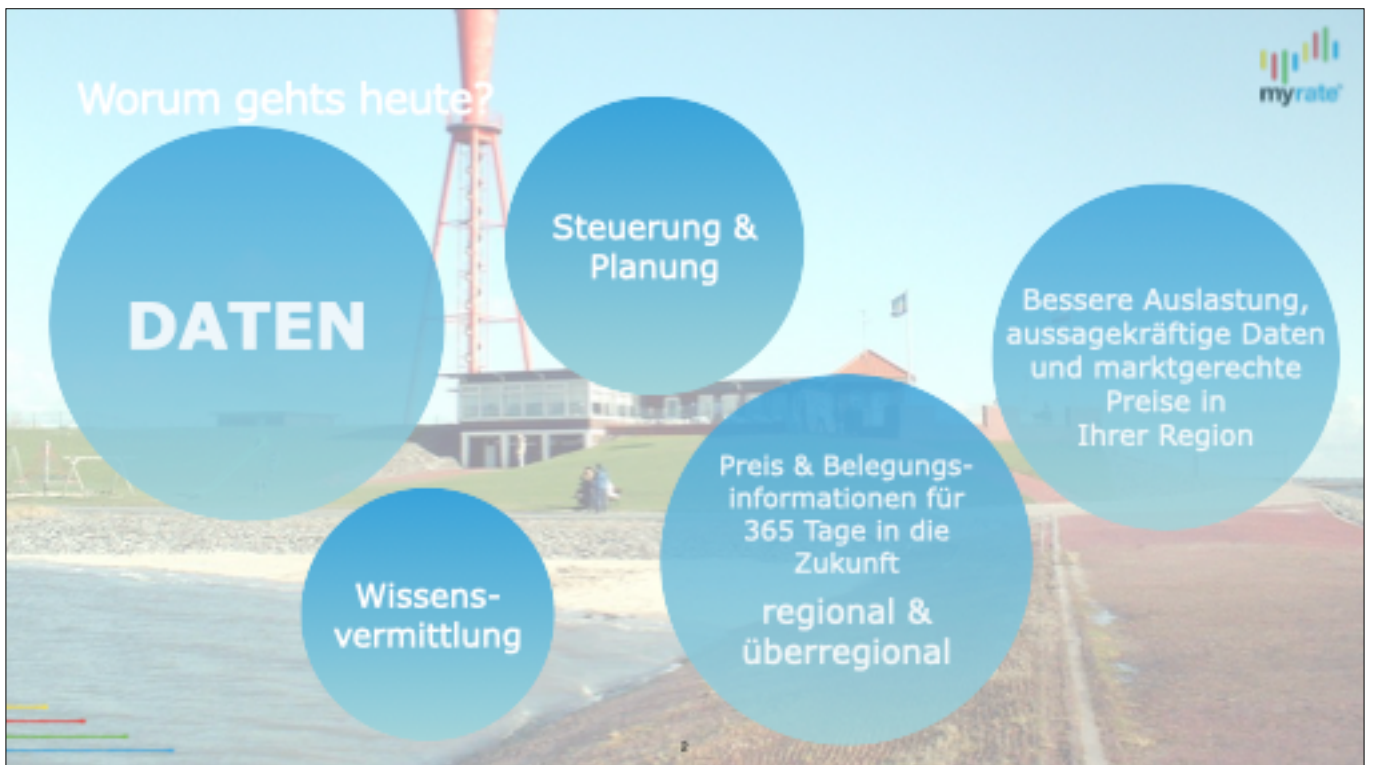 Worum gehts heute?
myrate®
DATEN
Steuerung &
Planung
Bessere Auslastung,
aussagekräftige Daten
und marktgerechte
Preise in
Ihrer Region
Preis & Belegungs-
informationen für
365 Tage in die
Zukunft
regional &
überregional
Wissens-
vermittlung
2